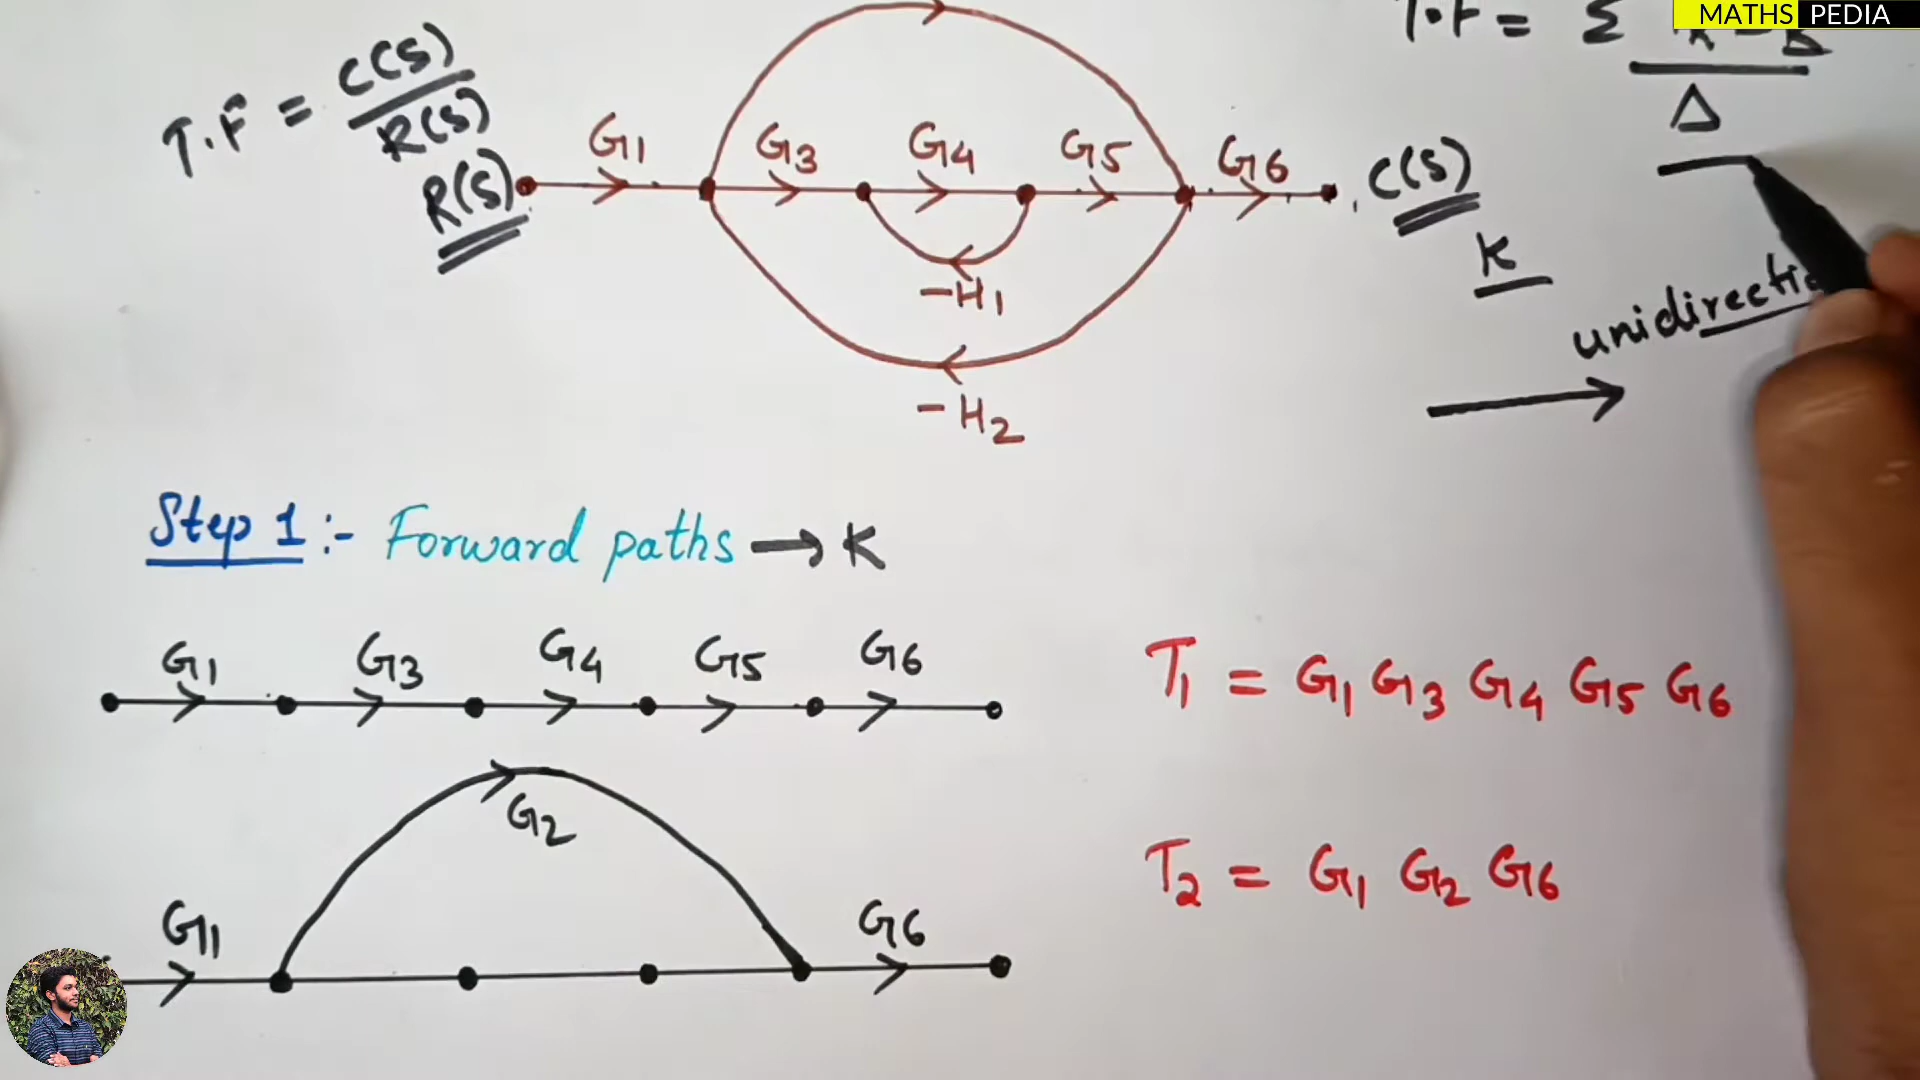 MATHS PEDIA
T.F = Σ
Δ
T.F = C(S)
R(S)
R(S) G1 G3 G4 G5 G6 C(S)
K
-H1
-H2
Step 1 :- Forward paths → K
G1 G3 G4 G5 G6
T1 = G1 G3 G4 G5 G6
G2
T2 = G1 G2 G6
G1 G6